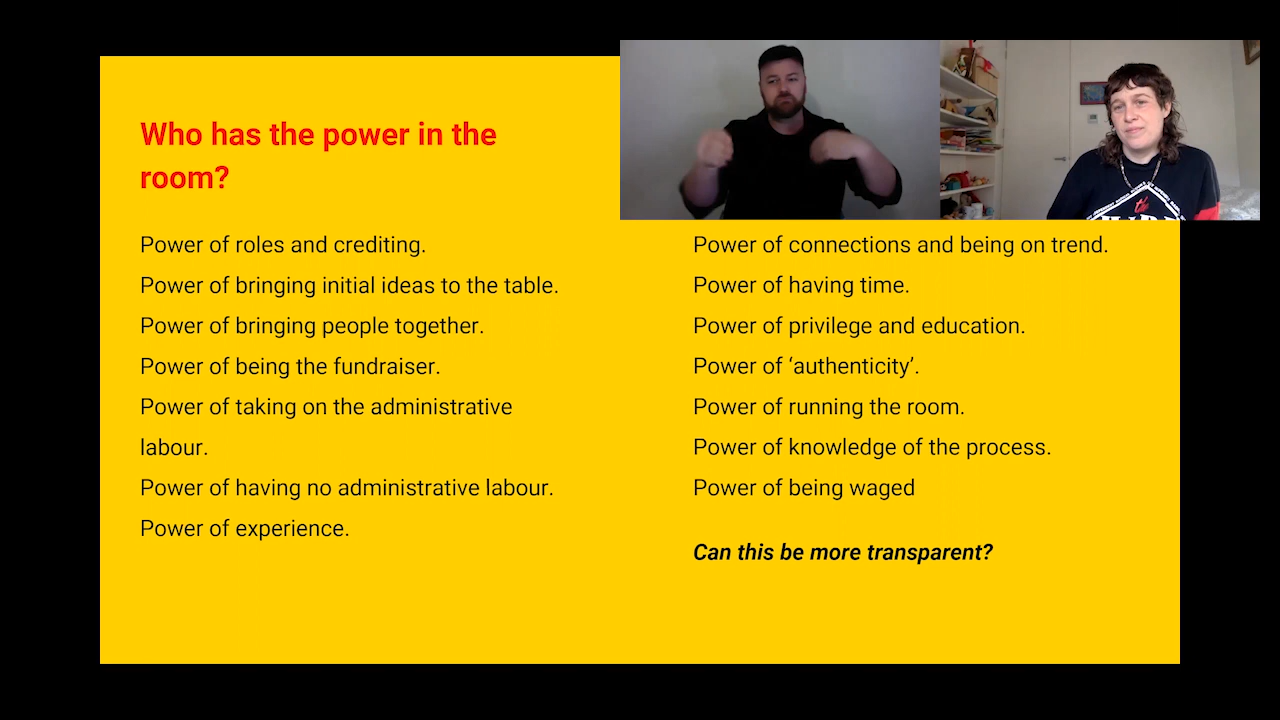 Who has the power in the
room?
Power of roles and crediting.
Power of bringing initial ideas to the table.
Power of bringing people together.
Power of being the fundraiser.
Power of taking on the administrative
labour.
Power of having no administrative labour.
Power of experience.
Power of connections and being on trend.
Power of having time.
Power of privilege and education.
Power of ‘authenticity’.
Power of running the room.
Power of knowledge of the process.
Power of being waged
Can this be more transparent?